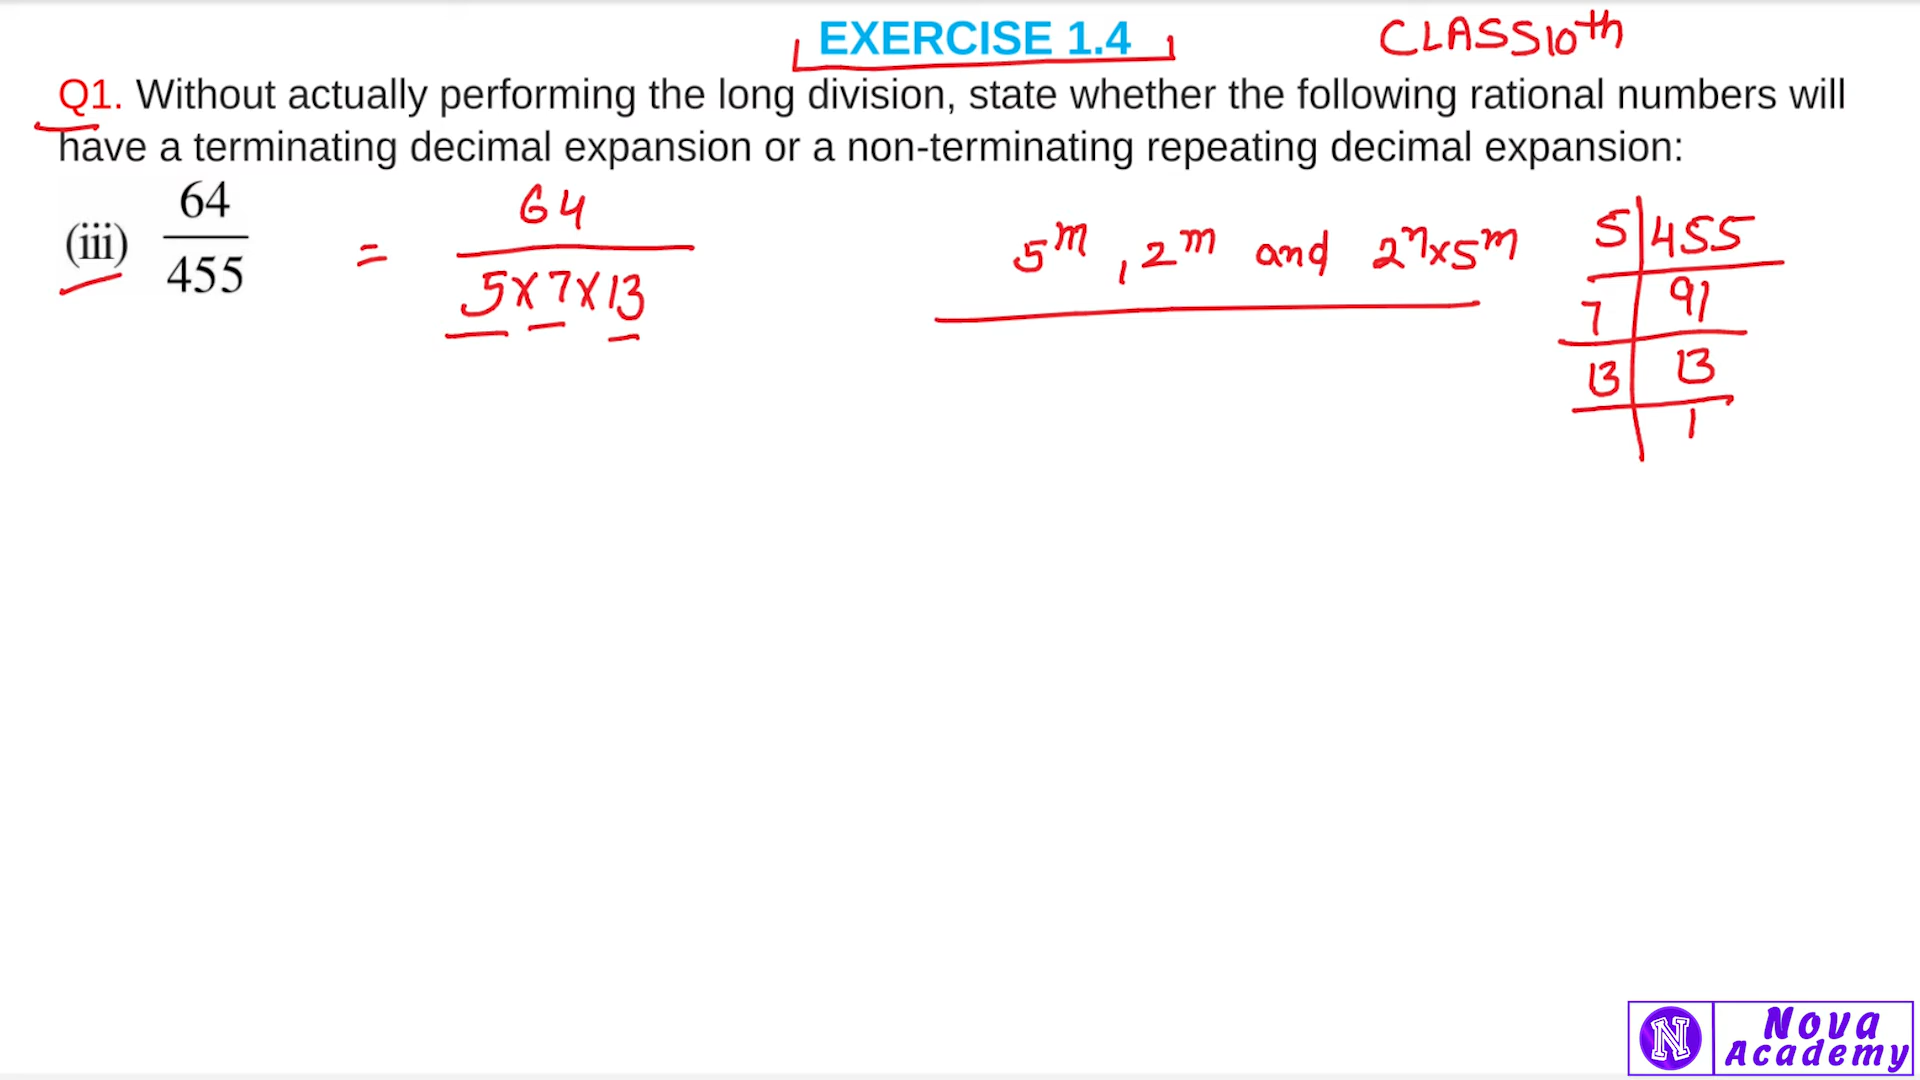 EXERCISE 1.4
CLASS 10th
Q1. Without actually performing the long division, state whether the following rational numbers will
have a terminating decimal expansion or a non-terminating repeating decimal expansion:
(iii) 64/455 = 64/5×7×13
5^m, 2^m and 2^n×5^m
5|455
7|91
13|13
|1
N Nova
Academy